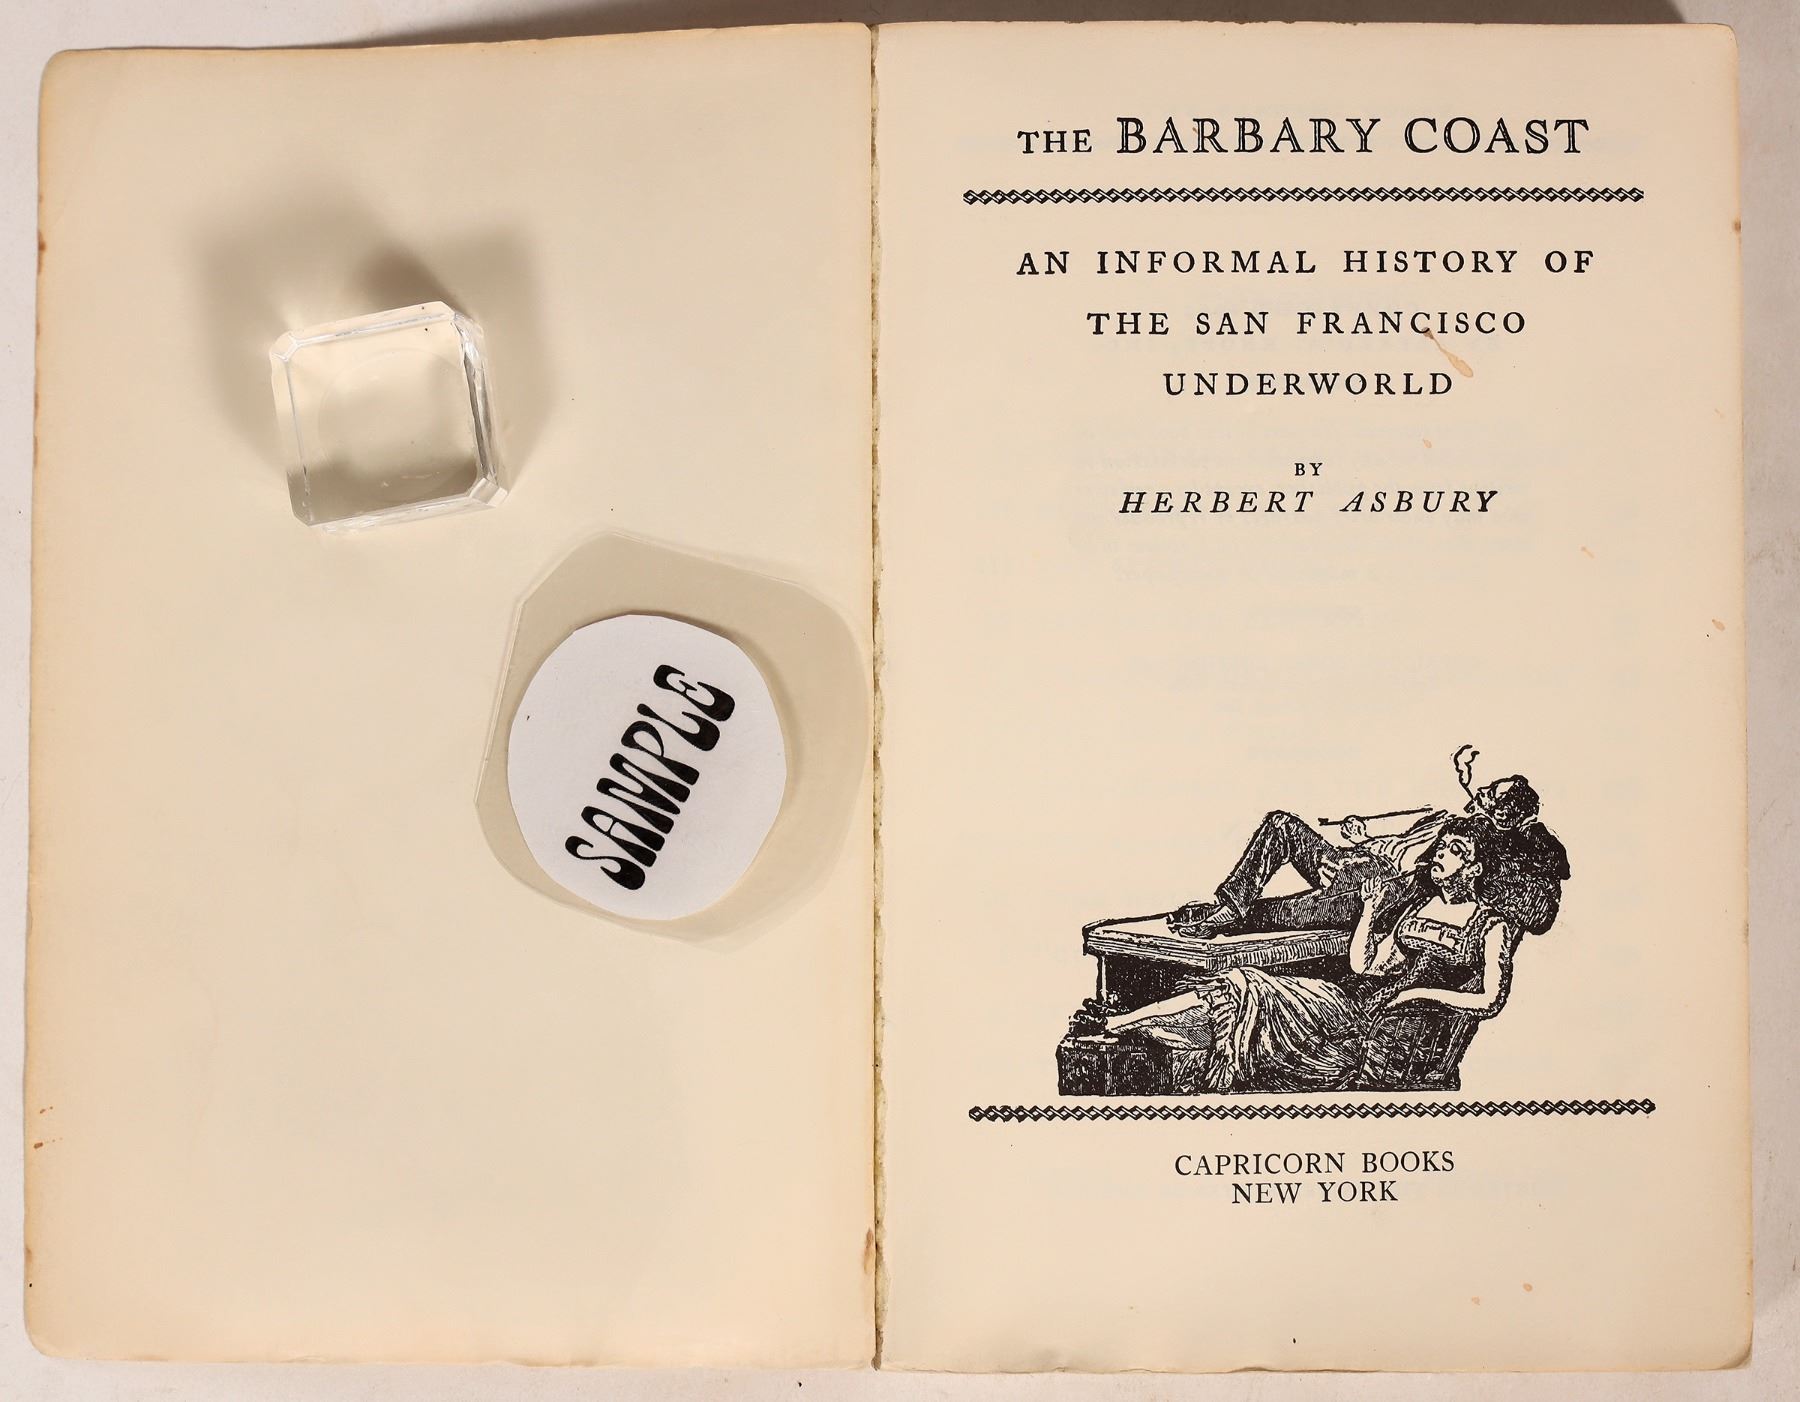 SAMPLE
THE BARBARY COAST
AN INFORMAL HISTORY OF
THE SAN FRANCISCO
UNDERWORLD
BY
HERBERT ASBURY
CAPRICORN BOOKS
NEW YORK